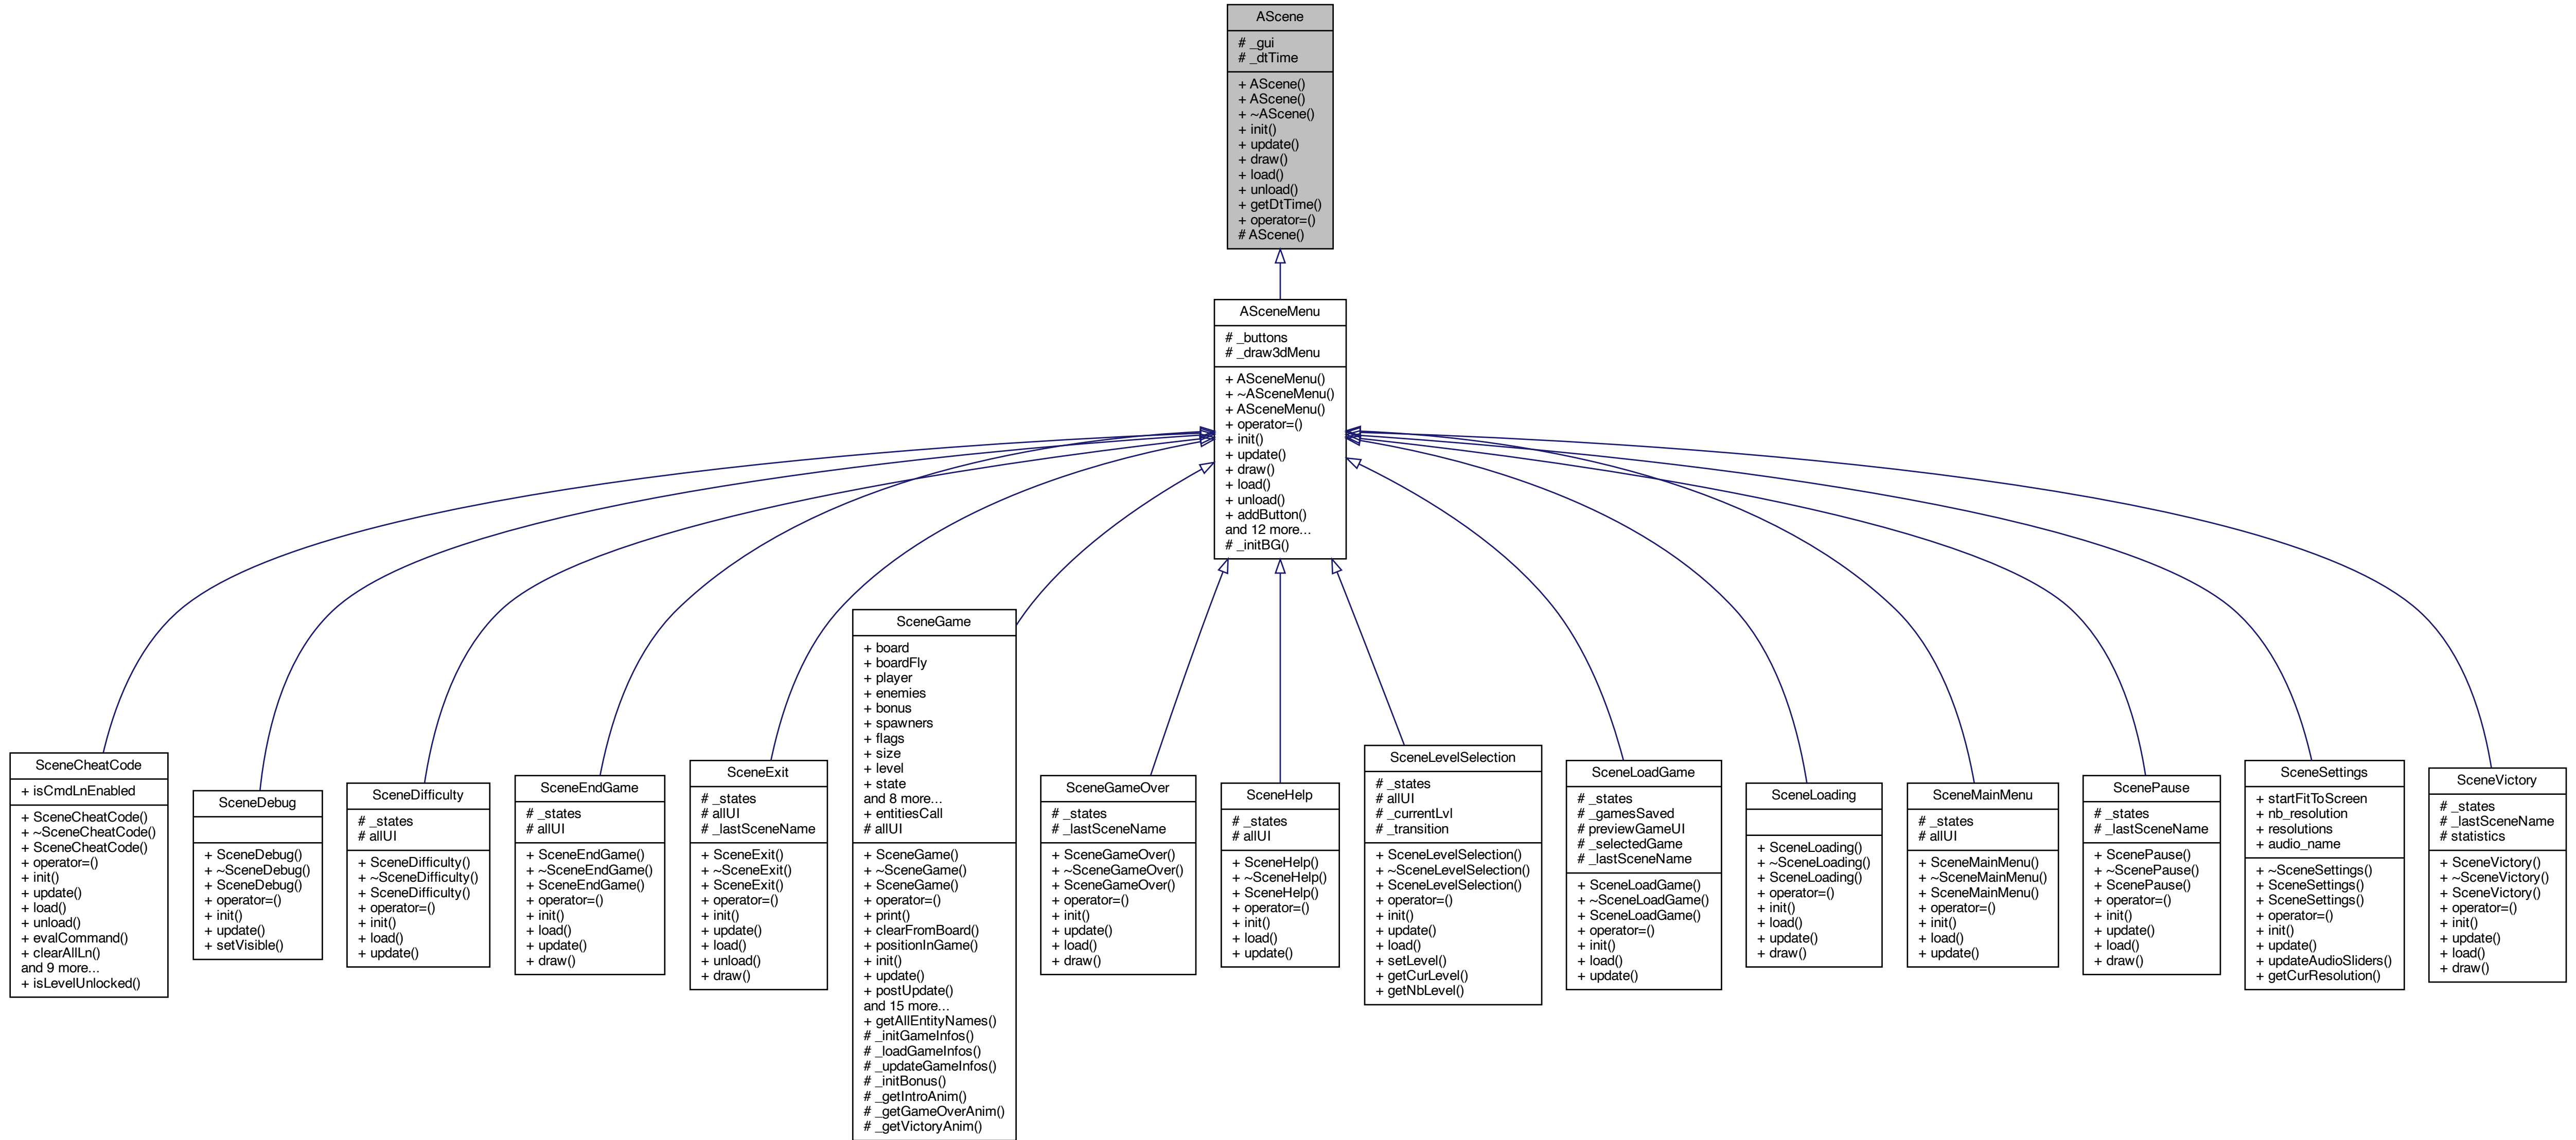 AScene
# _gui
# _dtTime
+ AScene()
+ AScene()
+ ~AScene()
+ init()
+ update()
+ draw()
+ load()
+ unload()
+ getDtTime()
+ operator=()
# AScene()
ASceneMenu
# _buttons
# _draw3dMenu
+ ASceneMenu()
+ ~ASceneMenu()
+ ASceneMenu()
+ operator=()
+ init()
+ update()
+ draw()
+ load()
+ unload()
+ addButton()
and 12 more...
# _initBG()
SceneCheatCode
+ isCmdLnEnabled
+ SceneCheatCode()
+ ~SceneCheatCode()
+ SceneCheatCode()
+ operator=()
+ init()
+ update()
+ load()
+ unload()
+ evalCommand()
+ clearAllLn()
and 9 more...
+ isLevelUnlocked()
SceneDebug
+ SceneDebug()
+ ~SceneDebug()
+ SceneDebug()
+ operator=()
+ init()
+ update()
+ setVisible()
SceneDifficulty
# _states
# allUI
+ SceneDifficulty()
+ ~SceneDifficulty()
+ SceneDifficulty()
+ operator=()
+ init()
+ load()
+ update()
SceneEndGame
# _states
# allUI
+ SceneEndGame()
+ ~SceneEndGame()
+ SceneEndGame()
+ operator=()
+ init()
+ load()
+ update()
+ draw()
SceneExit
# _states
# allUI
# _lastSceneName
+ SceneExit()
+ ~SceneExit()
+ SceneExit()
+ operator=()
+ init()
+ update()
+ load()
+ unload()
+ draw()
SceneGame
+ board
+ boardFly
+ player
+ enemies
+ bonus
+ spawners
+ flags
+ size
+ level
+ state
and 8 more...
+ entitiesCall
# allUI
+ SceneGame()
+ ~SceneGame()
+ SceneGame()
+ operator=()
+ print()
+ clearFromBoard()
+ positionInGame()
+ init()
+ update()
+ postUpdate()
and 15 more...
+ getAllEntityNames()
# _initGameInfos()
# _loadGameInfos()
# _updateGameInfos()
# _initBonus()
# _getIntroAnim()
# _getGameOverAnim()
# _getVictoryAnim()
SceneGameOver
# _states
# _lastSceneName
+ SceneGameOver()
+ ~SceneGameOver()
+ SceneGameOver()
+ operator=()
+ init()
+ update()
+ load()
+ draw()
SceneHelp
# _states
# allUI
+ SceneHelp()
+ ~SceneHelp()
+ SceneHelp()
+ operator=()
+ init()
+ load()
+ update()
SceneLevelSelection
# _states
# allUI
# _currentLvl
# _transition
+ SceneLevelSelection()
+ ~SceneLevelSelection()
+ SceneLevelSelection()
+ operator=()
+ init()
+ update()
+ load()
+ setLevel()
+ getCurLevel()
+ getNbLevel()
SceneLoadGame
# _states
# _gamesSaved
# previewGameUI
# _selectedGame
# _lastSceneName
+ SceneLoadGame()
+ ~SceneLoadGame()
+ SceneLoadGame()
+ operator=()
+ init()
+ load()
+ update()
SceneLoading
+ SceneLoading()
+ ~SceneLoading()
+ SceneLoading()
+ operator=()
+ init()
+ load()
+ update()
+ draw()
SceneMainMenu
# _states
# allUI
+ SceneMainMenu()
+ ~SceneMainMenu()
+ SceneMainMenu()
+ operator=()
+ init()
+ load()
+ update()
ScenePause
# _states
# _lastSceneName
+ ScenePause()
+ ~ScenePause()
+ ScenePause()
+ operator=()
+ init()
+ update()
+ load()
+ draw()
SceneSettings
+ startFitToScreen
+ nb_resolution
+ resolutions
+ audio_name
+ ~SceneSettings()
+ SceneSettings()
+ SceneSettings()
+ operator=()
+ init()
+ update()
+ updateAudioSliders()
+ getCurResolution()
SceneVictory
# _states
# _lastSceneName
# statistics
+ SceneVictory()
+ ~SceneVictory()
+ SceneVictory()
+ operator=()
+ init()
+ update()
+ load()
+ draw()